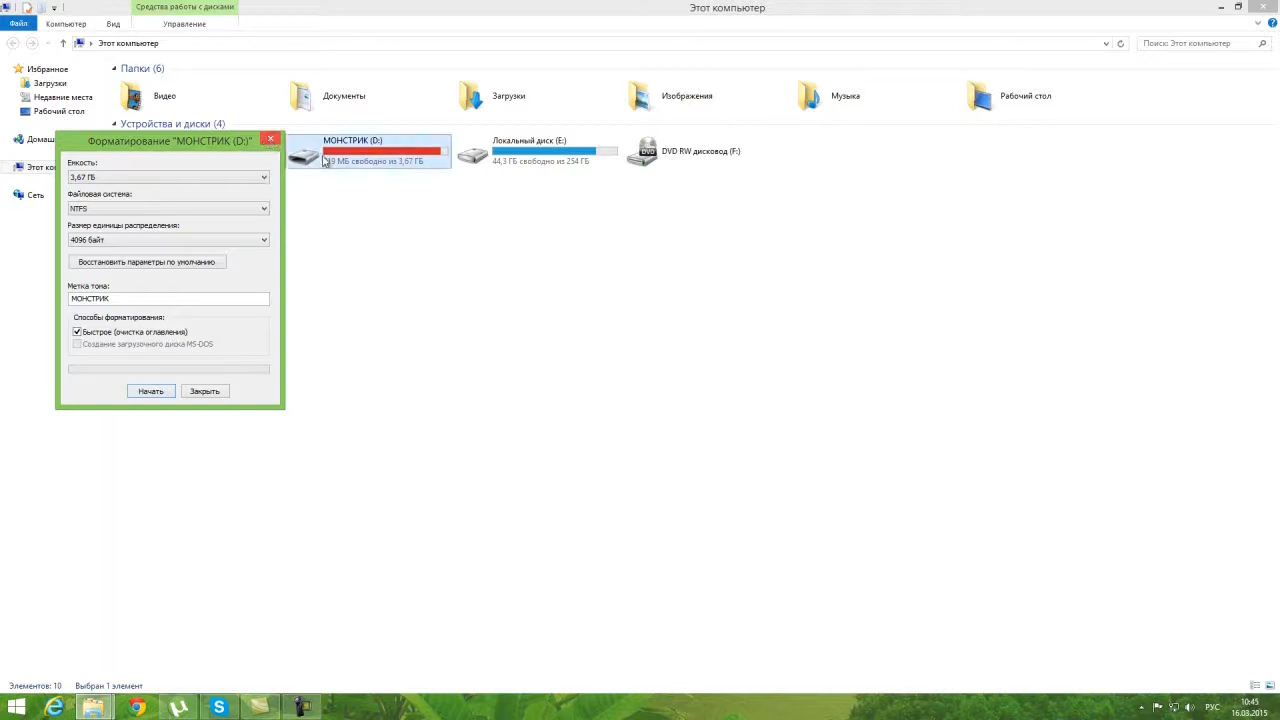 Средства работы с дисками
Этот компьютер
Файл
Компьютер
Вид
Управление
Этот компьютер
Поиск: Этот компьютер
Избранное
Загрузки
Недавние места
Рабочий стол
Сеть
Папки (6)
Видео
Документы
Загрузки
Изображения
Музыка
Рабочий стол
Устройства и диски (4)
МОНСТРИК (D:)
МБ свободно из 3,67 ГБ
Локальный диск (E:)
44,3 ГБ свободно из 254 ГБ
DVD
DVD RW дисковод (F:)
Форматирование "МОНСТРИК (D:)"
Емкость:
3,67 ГБ
Файловая система:
NTFS
Размер единицы распределения:
4096 байт
Восстановить параметры по умолчанию
Метка тома:
МОНСТРИК
Способы форматирования:
Быстрое (очистка оглавления)
Создание загрузочного диска MS-DOS
Начать
Закрыть
Элементов: 10
Выбран 1 элемент
РУС
10:45
16.03.2015